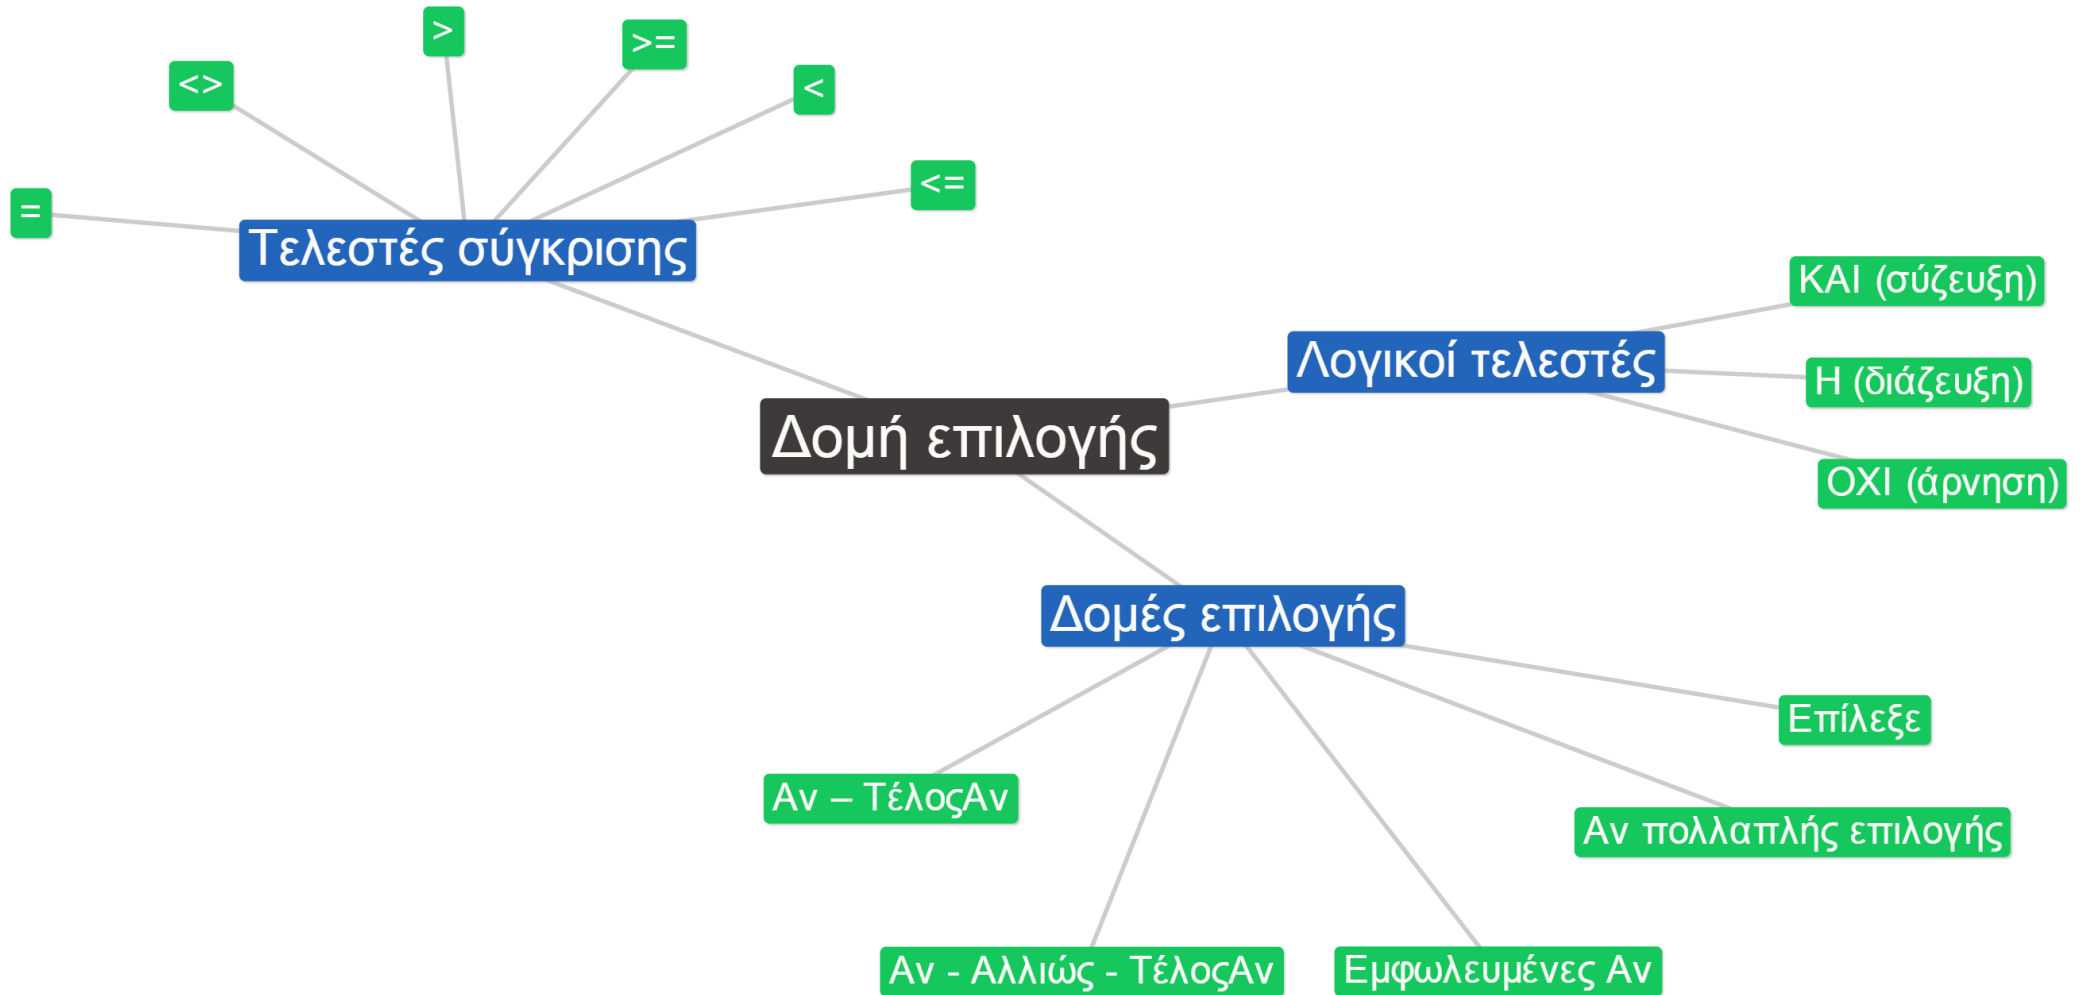 >
>=
<>
<
<=
=
Τελεστές σύγκρισης
ΚΑΙ (σύζευξη)
Λογικοί τελεστές
Η (διάζευξη)
Δομή επιλογής
ΟΧΙ (άρνηση)
Δομές επιλογής
Επίλεξε
Αν – ΤέλοςΑν
Αν πολλαπλής επιλογής
Αν - Αλλιώς - ΤέλοςΑν
Εμφωλευμένες Αν